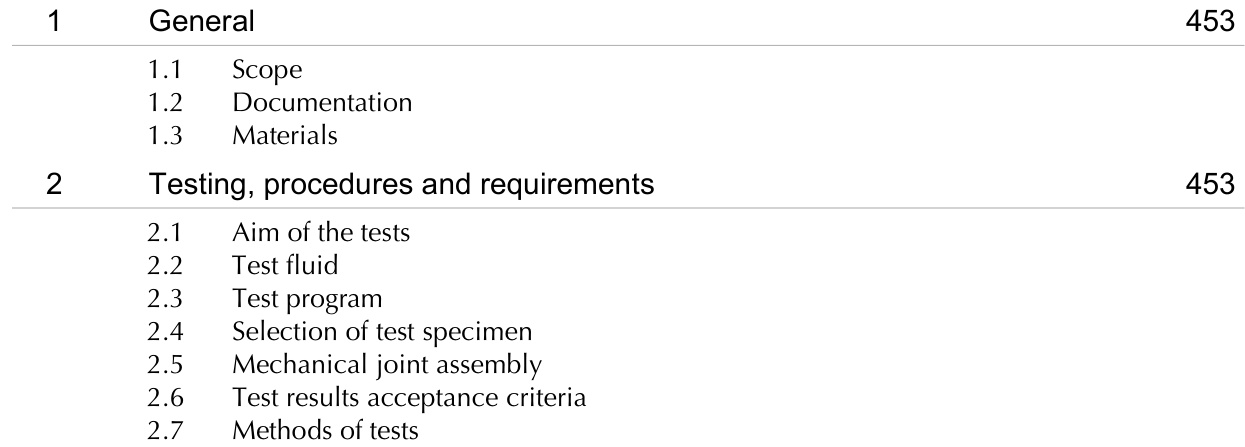 1 General 453
1.1 Scope
1.2 Documentation
1.3 Materials
2 Testing, procedures and requirements 453
2.1 Aim of the tests
2.2 Test fluid
2.3 Test program
2.4 Selection of test specimen
2.5 Mechanical joint assembly
2.6 Test results acceptance criteria
2.7 Methods of tests